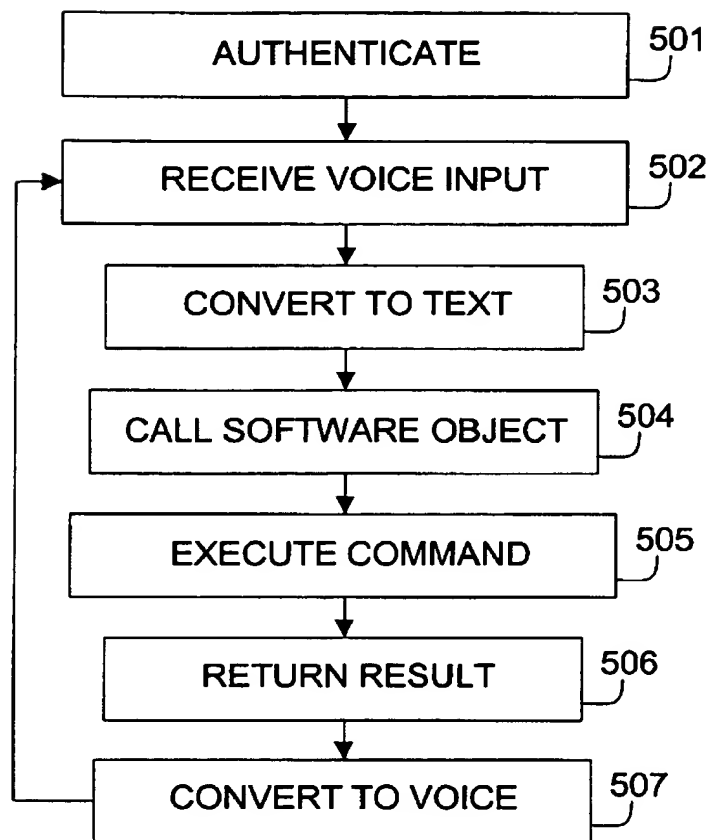 AUTHENTICATE 501
RECEIVE VOICE INPUT 502
CONVERT TO TEXT 503
CALL SOFTWARE OBJECT 504
EXECUTE COMMAND 505
RETURN RESULT 506
CONVERT TO VOICE 507